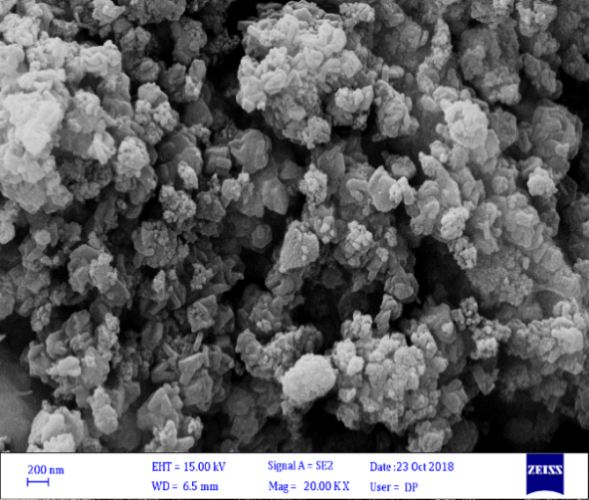 EHT = 15.00 kV Signal A = SE2 Date :23 Oct 2018 ZEISS
200 nm WD = 6.5 mm Mag = 20.00 K X User = DP